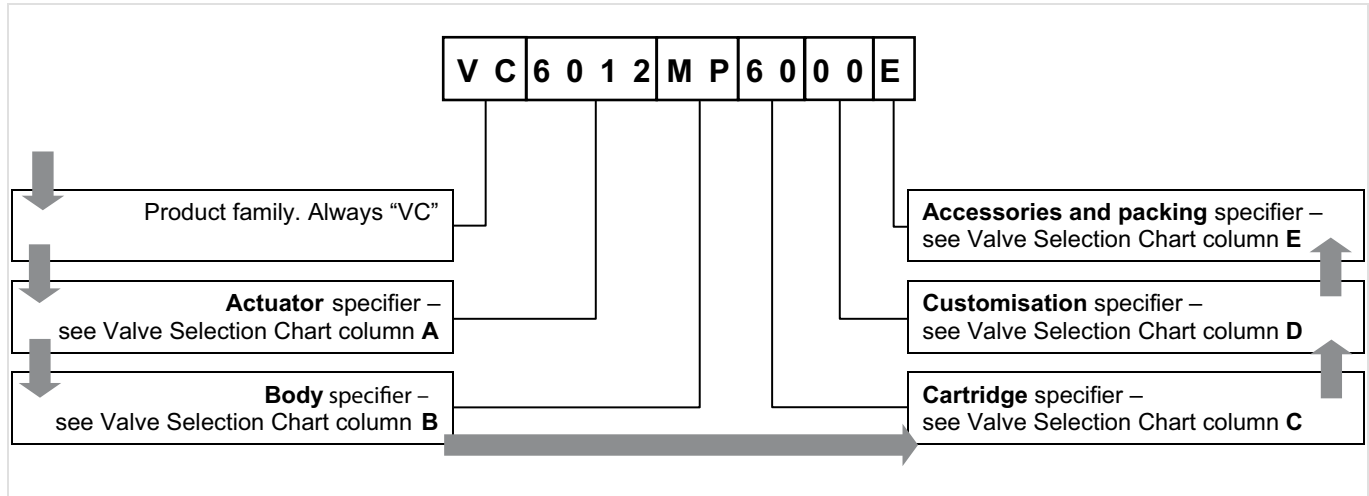 V C 6 0 1 2 M P 6 0 0 0 E
Product family. Always “VC”
Actuator specifier –
see Valve Selection Chart column A
Body specifier –
see Valve Selection Chart column B
Accessories and packing specifier –
see Valve Selection Chart column E
Customisation specifier –
see Valve Selection Chart column D
Cartridge specifier –
see Valve Selection Chart column C